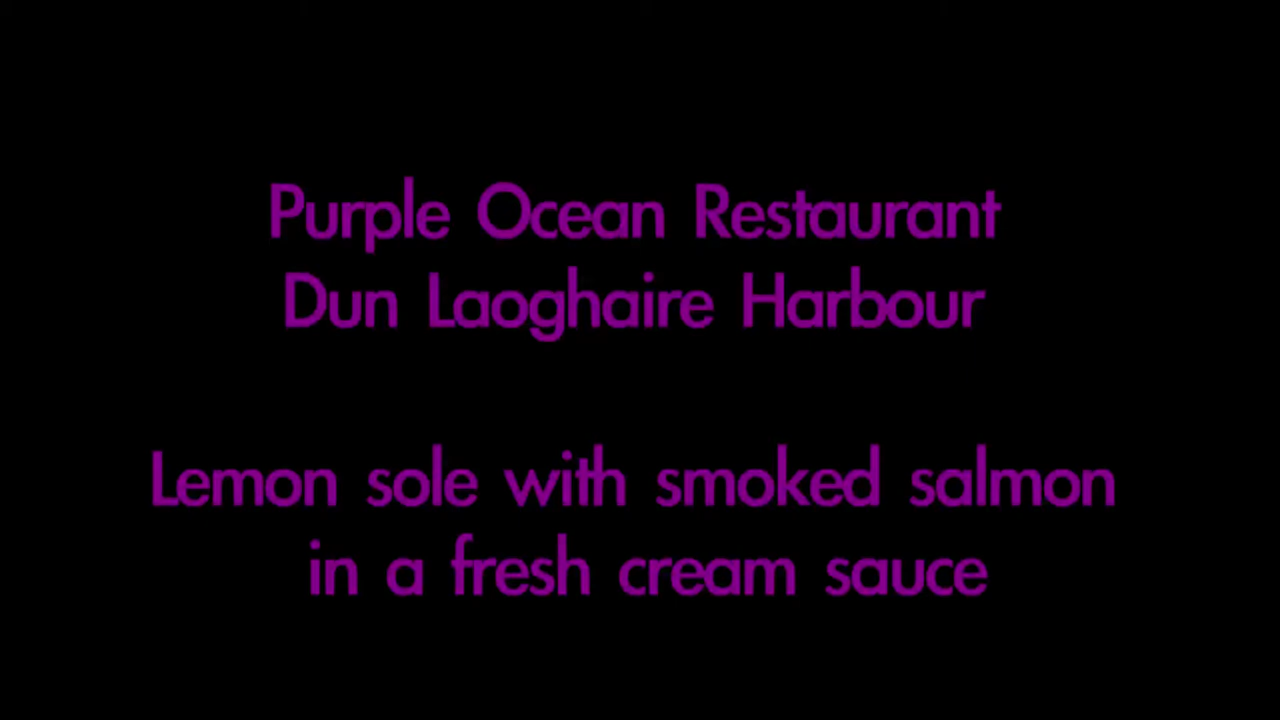 Purple Ocean Restaurant
Dun Laoghaire Harbour
Lemon sole with smoked salmon
in a fresh cream sauce